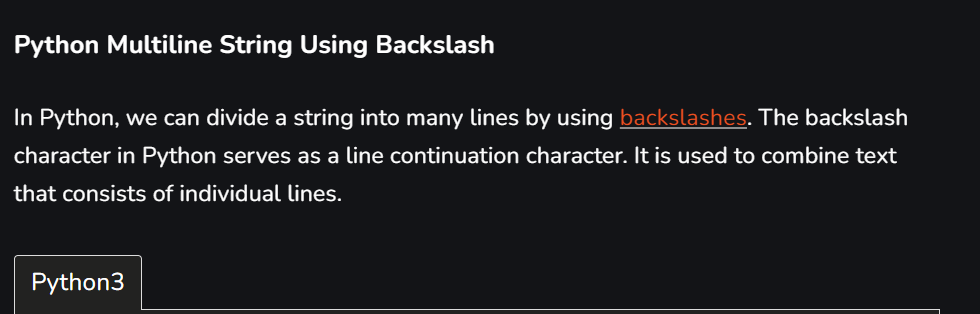 Python Multiline String Using Backslash
In Python, we can divide a string into many lines by using backslashes. The backslash
character in Python serves as a line continuation character. It is used to combine text
that consists of individual lines.
Python3